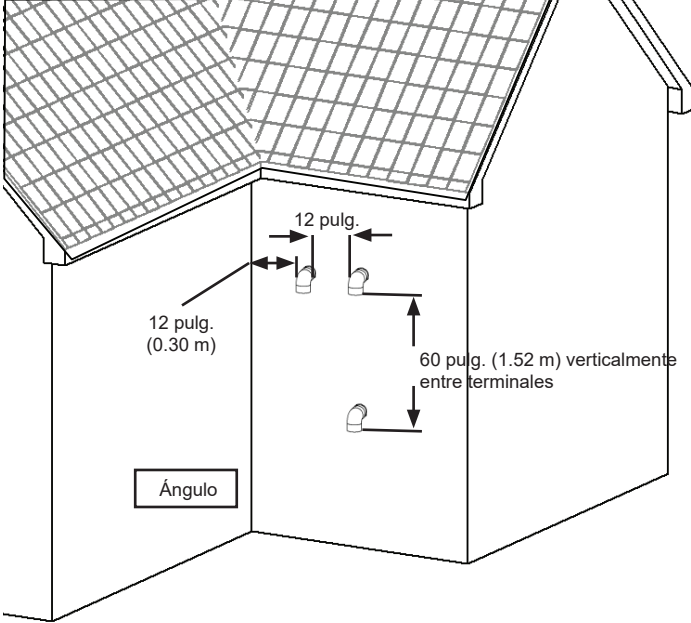 12 pulg.
12 pulg.
(0.30 m)
60 pulg. (1.52 m) verticalmente
entre terminales
Ángulo